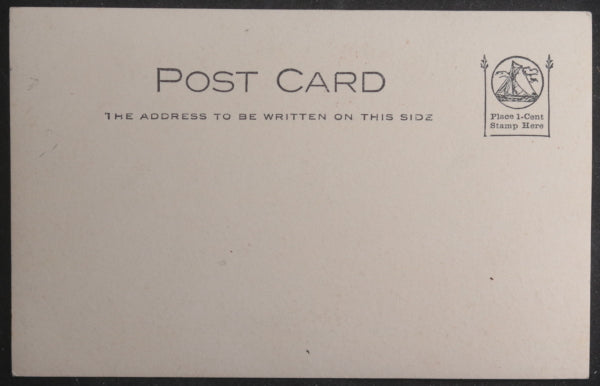 POST CARD
THE ADDRESS TO BE WRITTEN ON THIS SIDE
Place 1-Cent
Stamp Here